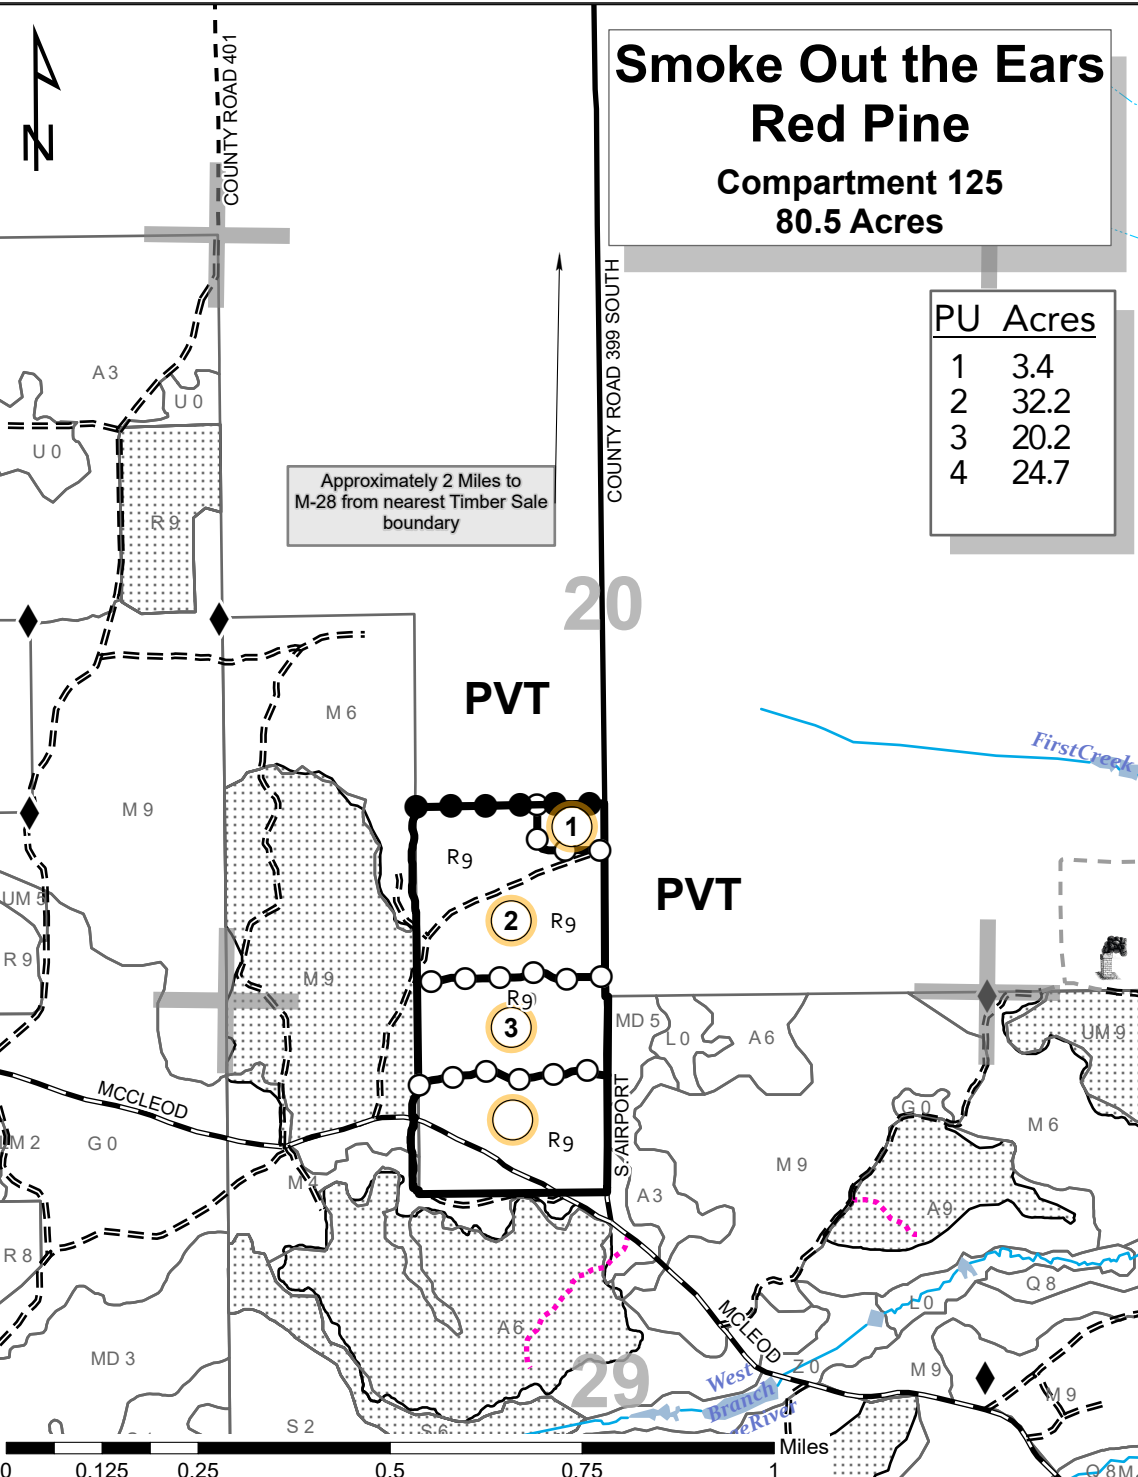 Smoke Out the Ears
Red Pine
Compartment 125
80.5 Acres
COUNTY ROAD 401
N
PU Acres
1 3.4
2 32.2
3 20.2
4 24.7
COUNTY ROAD 399 SOUTH
A 3
U 0
U 0
R 9
Approximately 2 Miles to
M-28 from nearest Timber Sale
boundary
20
PVT
M 6
FirstCreek
M 9
1
R9
UM 5
PVT
2
R9
R 9
M 9
R9
3
MD 5
L 0
A 6
UM 9
MCCLEOD
S. AIRPORT
G 0
M 2
G 0
R9
M 6
M 9
M 4
A 3
A 9
R 8
Q 8
L 0
A 6
MCLEOD
MD 3
29
West
Branch
eRiver
Z 0
M 9
M 9
S 2
S 6
Miles
0 0.125 0.25 0.5 0.75 1
Q 8